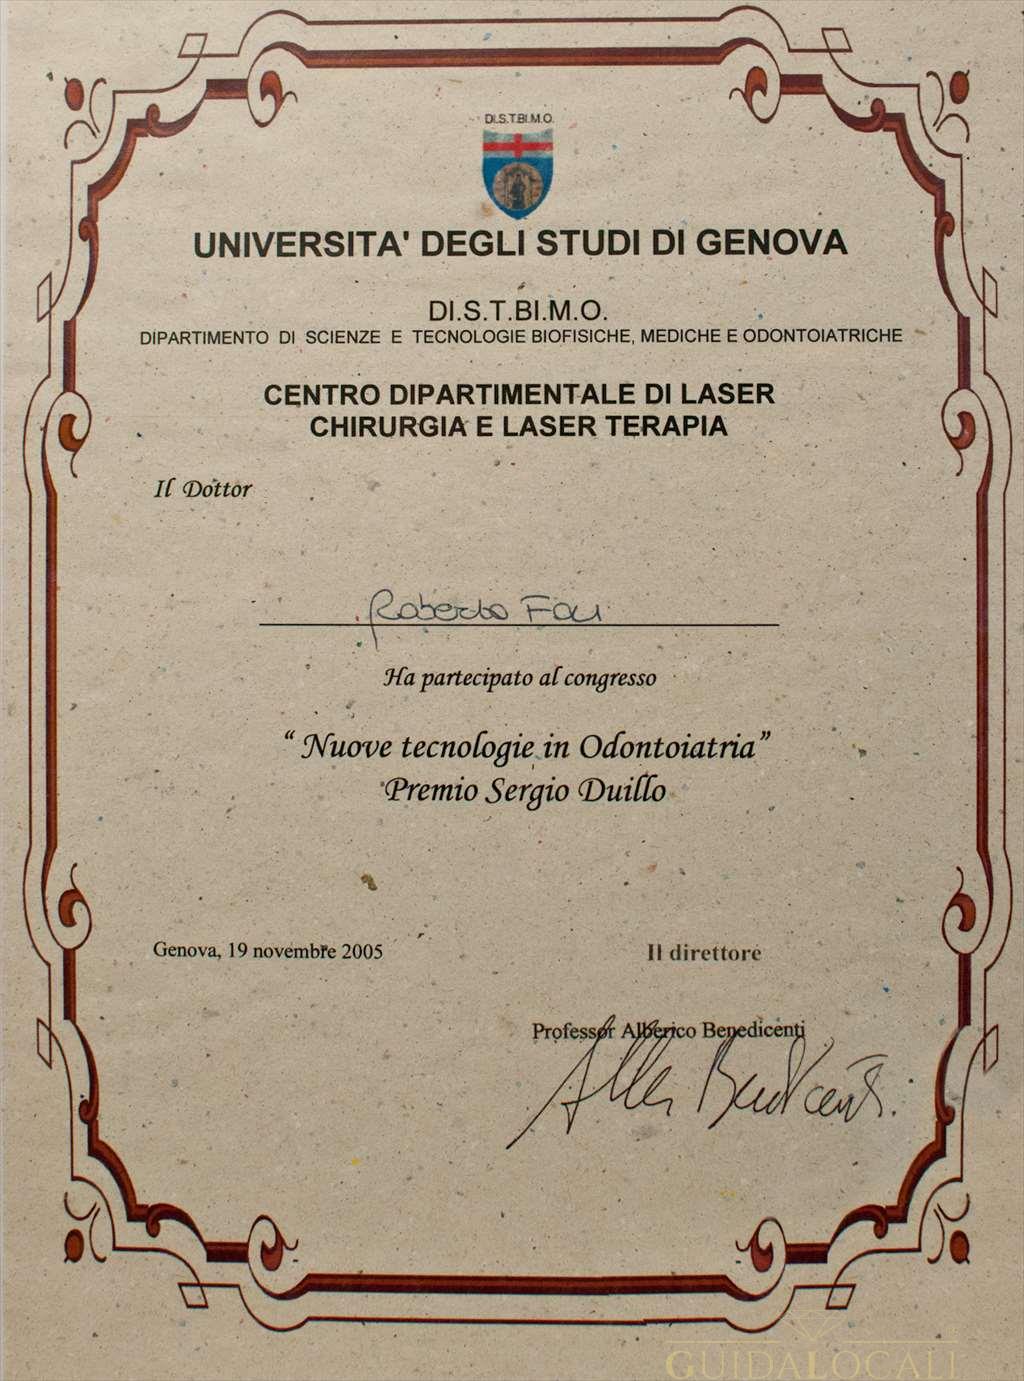 DI.S.T.BI.M.O.
UNIVERSITA' DEGLI STUDI DI GENOVA
DI.S.T.BI.M.O.
DIPARTIMENTO DI SCIENZE E TECNOLOGIE BIOFISICHE, MEDICHE E ODONTOIATRICHE
CENTRO DIPARTIMENTALE DI LASER
CHIRURGIA E LASER TERAPIA
Il Dottor
Roberto
Ha partecipato al congresso
“ Nuove tecnologie in Odontoiatria”
Premio Sergio Duillo
Genova, 19 novembre 2005
Il direttore
Professor Alberico Benedicenti
GUIDALOCALI